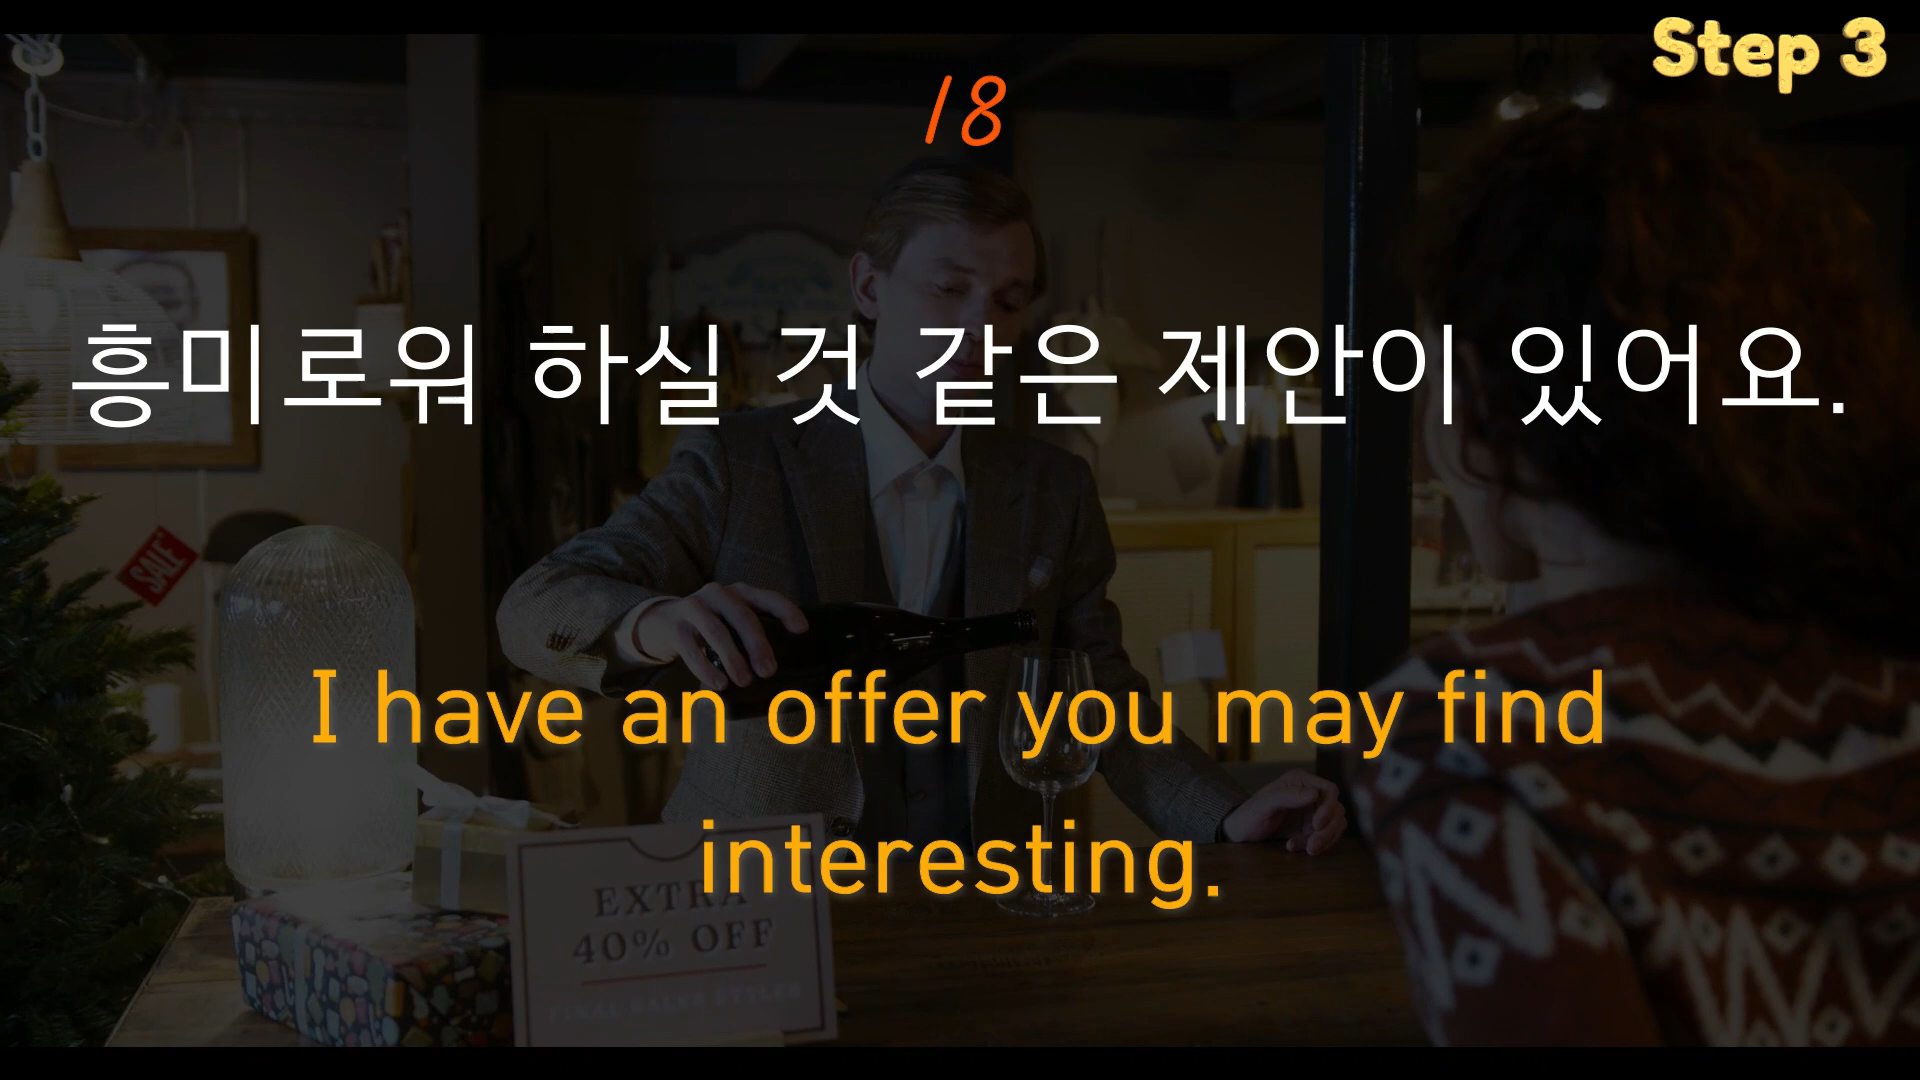 Step 3
18
흥미로워 하실 것 같은 제안이 있어요.
I have an offer you may find
interesting.
SALE
EXTRA
40% OFF